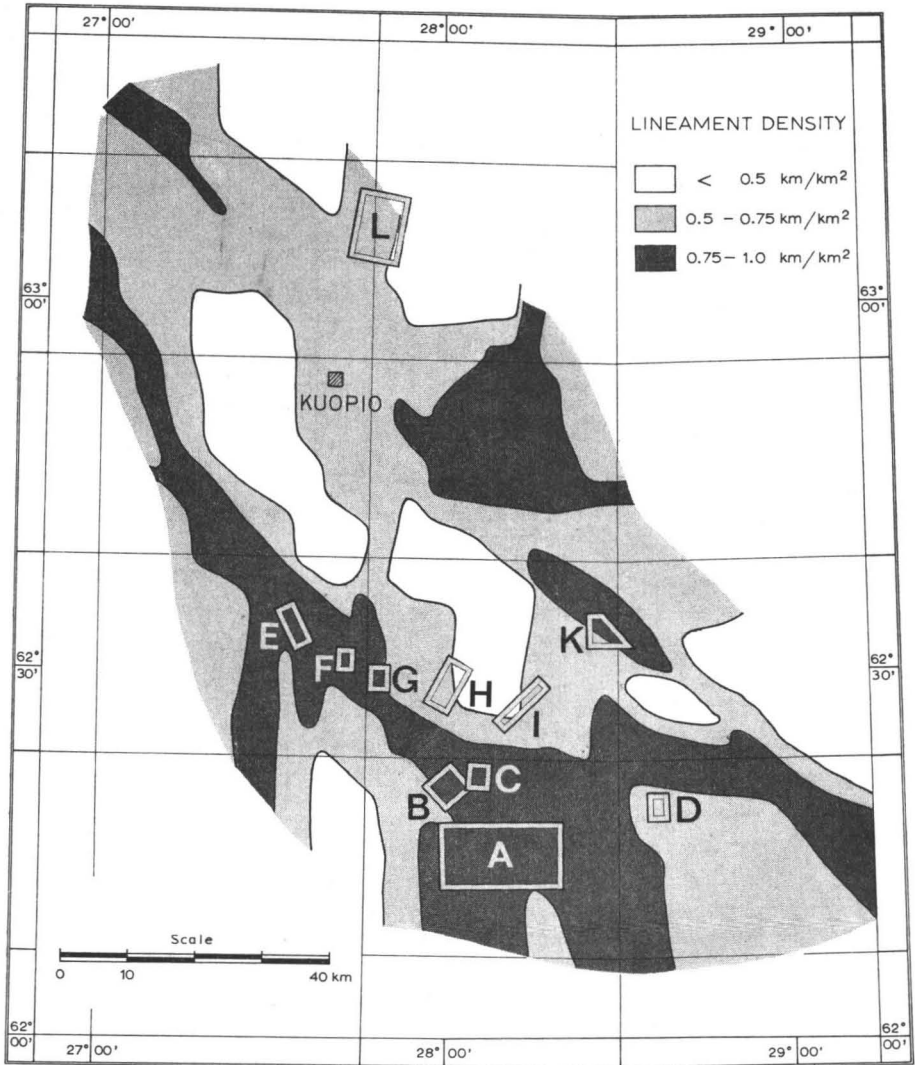 27° 00'
28° 00'
29° 00'
LINEAMENT DENSITY
< 0.5 km/km²
0.5 – 0.75 km/km²
0.75 – 1.0 km/km²
L
63°
00'
63°
00'
KUOPIO
E
F
G
H
I
K
62°
30'
62°
30'
B
C
D
A
Scale
0 10 40 km
62°
00'
62°
00'
27° 00'
28° 00'
29° 00'